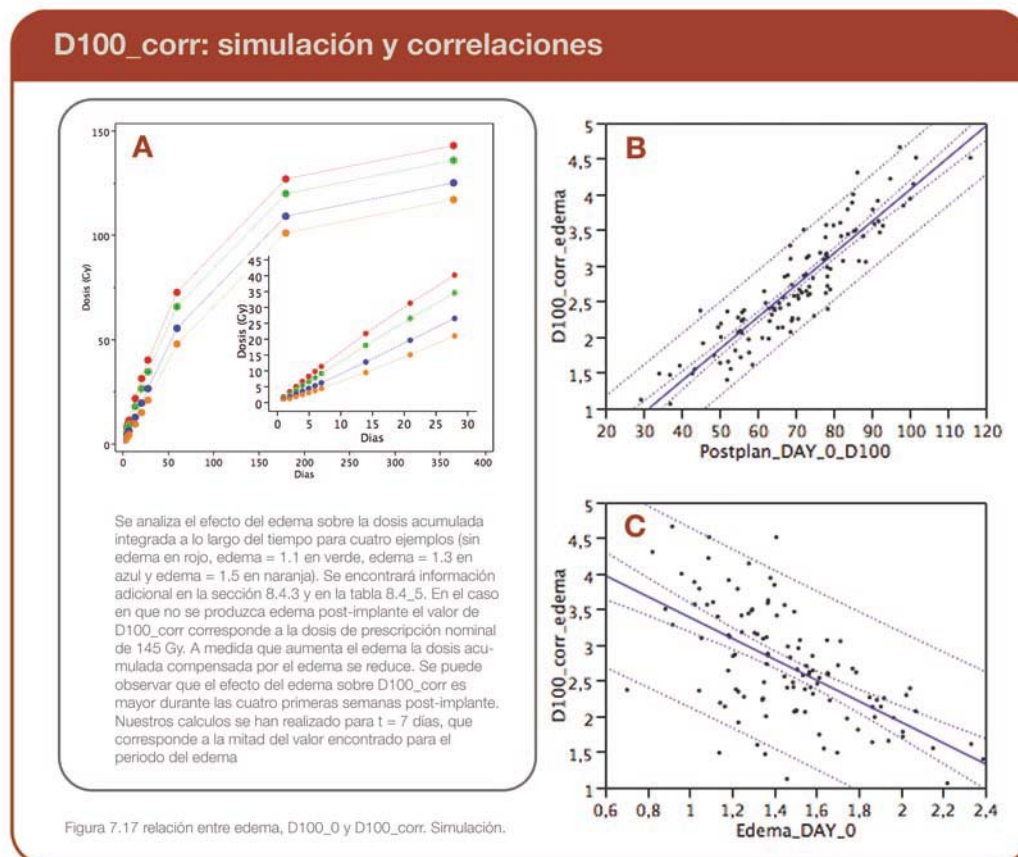 D100_corr: simulación y correlaciones
A
150
100
50
0
Dosis (Gy)
0
50
100
150
200
250
300
350
400
Dias
45
40
35
30
25
20
15
10
5
0
Dosis (Gy)
0
5
10
15
20
25
30
Dias
Se analiza el efecto del edema sobre la dosis acumulada
integrada a lo largo del tiempo para cuatro ejemplos (sin
edema en rojo, edema = 1.1 en verde, edema = 1.3 en
azul y edema = 1.5 en naranja). Se encontrará información
adicional en la sección 8.4.3 y en la tabla 8.4_5. En el caso
en que no se produzca edema post-implante el valor de
D100_corr corresponde a la dosis de prescripción nominal
de 145 Gy. A medida que aumenta el edema la dosis acu-
mulada compensada por el edema se reduce. Se puede
observar que el efecto del edema sobre D100_corr es
mayor durante las cuatro primeras semanas post-implante.
Nuestros calculos se han realizado para t = 7 días, que
corresponde a la mitad del valor encontrado para el
periodo del edema
B
5
4,5
4
3,5
3
2,5
2
1,5
1
D100_corr_edema
20 30 40 50 60 70 80 90 100 120
Postplan_DAY_0_D100
C
5
4,5
4
3,5
3
2,5
2
1,5
1
D100_corr_edema
0,6 0,8 1 1,2 1,4 1,6 1,8 2 2,2 2,4
Edema_DAY_0
Figura 7.17 relación entre edema, D100_0 y D100_corr. Simulación.